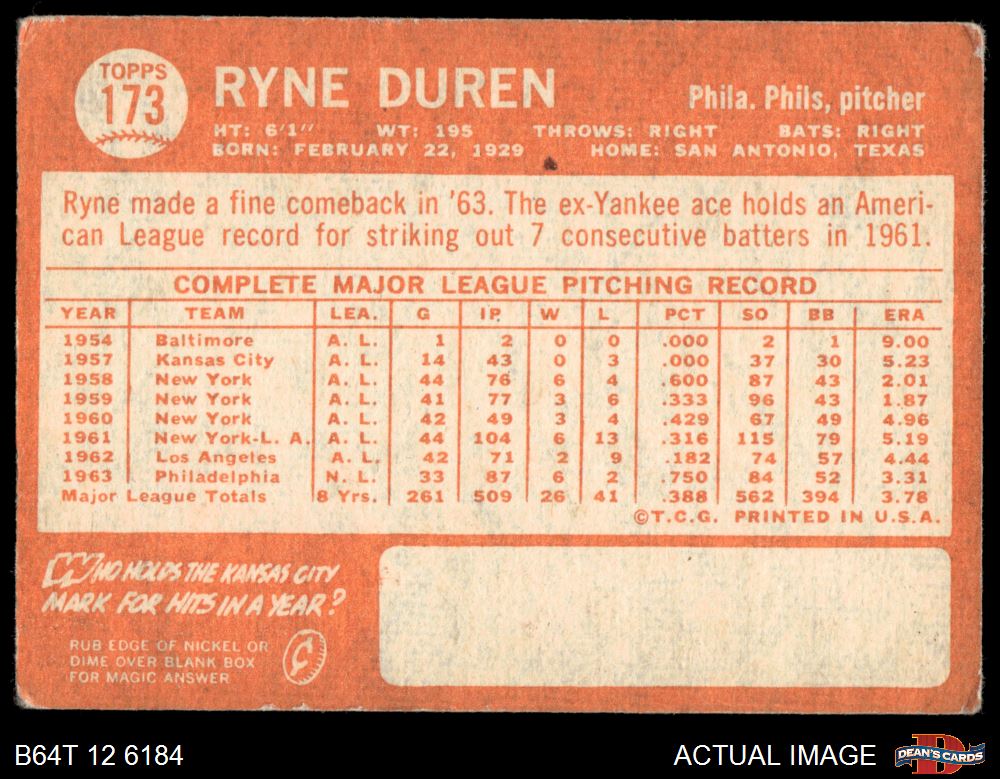 TOPPS
173
RYNE DUREN
Phila. Phils, pitcher
HT: 6'1" WT: 195 THROWS: RIGHT BATS: RIGHT
BORN: FEBRUARY 22, 1929 HOME: SAN ANTONIO, TEXAS
Ryne made a fine comeback in '63. The ex-Yankee ace holds an Ameri-
can League record for striking out 7 consecutive batters in 1961.
COMPLETE MAJOR LEAGUE PITCHING RECORD
YEAR TEAM LEA. G IP W L PCT SO BB ERA
1954 Baltimore A. L. 1 2 0 0 .000 2 1 9.00
1957 Kansas City A. L. 14 43 0 3 .000 37 30 5.23
1958 New York A. L. 44 76 6 4 .600 87 43 2.01
1959 New York A. L. 41 77 3 6 .333 96 43 1.87
1960 New York A. L. 42 49 3 4 .429 67 49 4.96
1961 New York-L. A. A. L. 44 104 6 13 .316 115 79 5.19
1962 Los Angeles A. L. 42 71 2 9 .182 74 57 4.44
1963 Philadelphia N. L. 33 87 6 2 .750 84 52 3.31
Major League Totals 8 Yrs. 261 509 26 41 .388 562 394 3.78
©T.C.G. PRINTED IN U.S.A.
WHO HOLDS THE KANSAS CITY
MARK FOR HITS IN A YEAR?
RUB EDGE OF NICKEL OR
DIME OVER BLANK BOX
FOR MAGIC ANSWER
¢
B64T 12 6184
ACTUAL IMAGE
D
DEAN'S CARDS